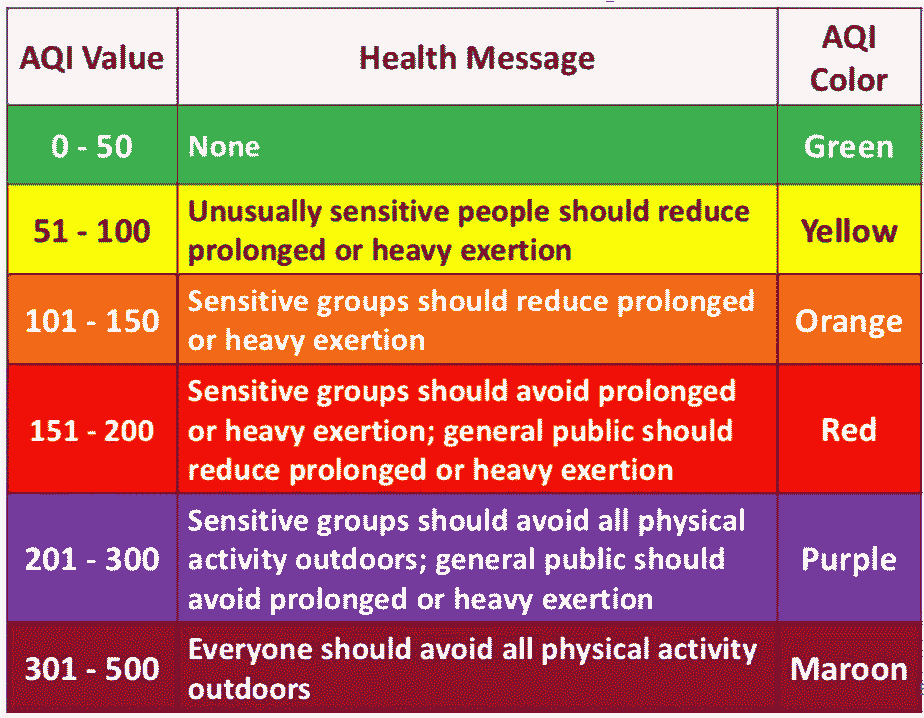 AQI Value
Health Message
AQI
Color
0 - 50
None
Green
51 - 100
Unusually sensitive people should reduce
prolonged or heavy exertion
Yellow
101 - 150
Sensitive groups should reduce prolonged
or heavy exertion
Orange
151 - 200
Sensitive groups should avoid prolonged
or heavy exertion; general public should
reduce prolonged or heavy exertion
Red
201 - 300
Sensitive groups should avoid all physical
activity outdoors; general public should
avoid prolonged or heavy exertion
Purple
301 - 500
Everyone should avoid all physical activity
outdoors
Maroon